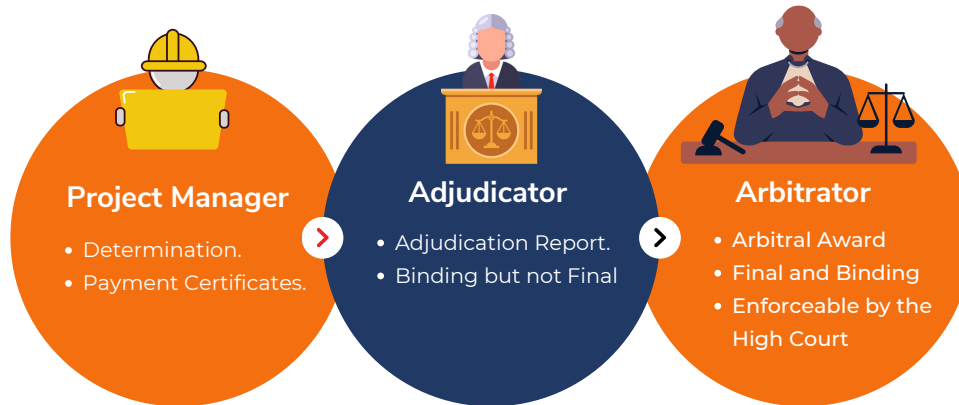 Project Manager
• Determination.
• Payment Certificates.
Adjudicator
• Adjudication Report.
• Binding but not Final
Arbitrator
• Arbitral Award
• Final and Binding
• Enforceable by the
High Court